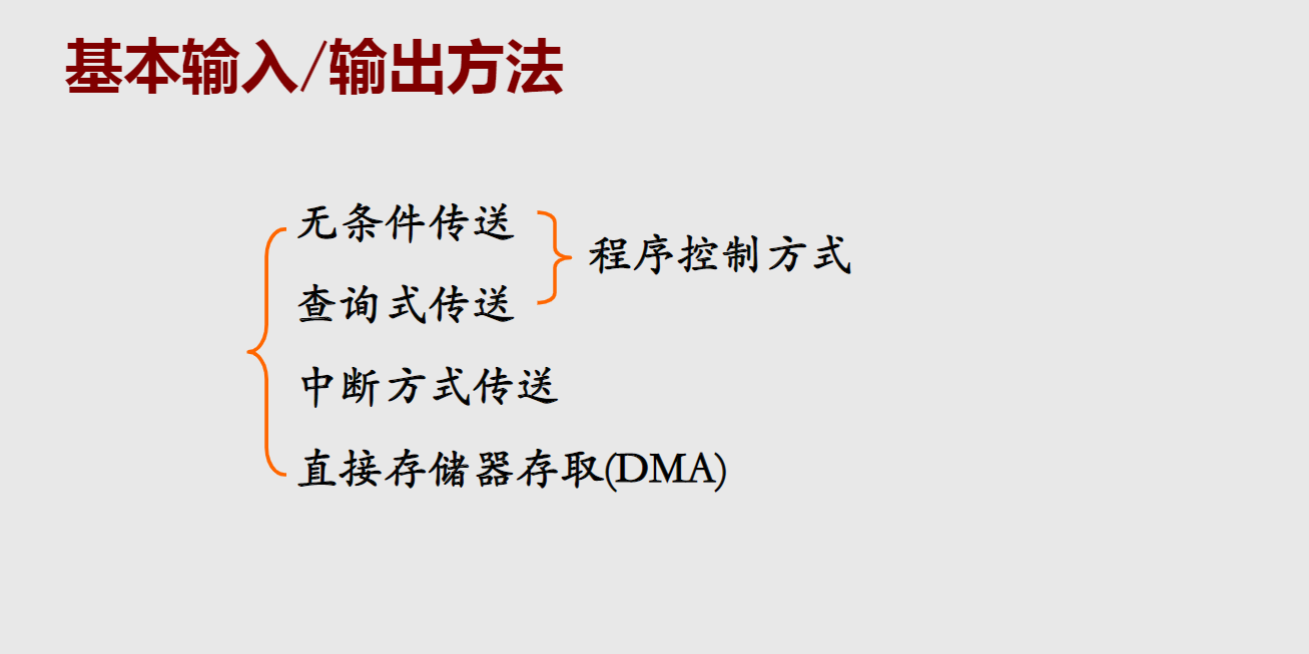 基本输入/输出方法
无条件传送
程序控制方式
查询式传送
中断方式传送
直接存储器存取(DMA)